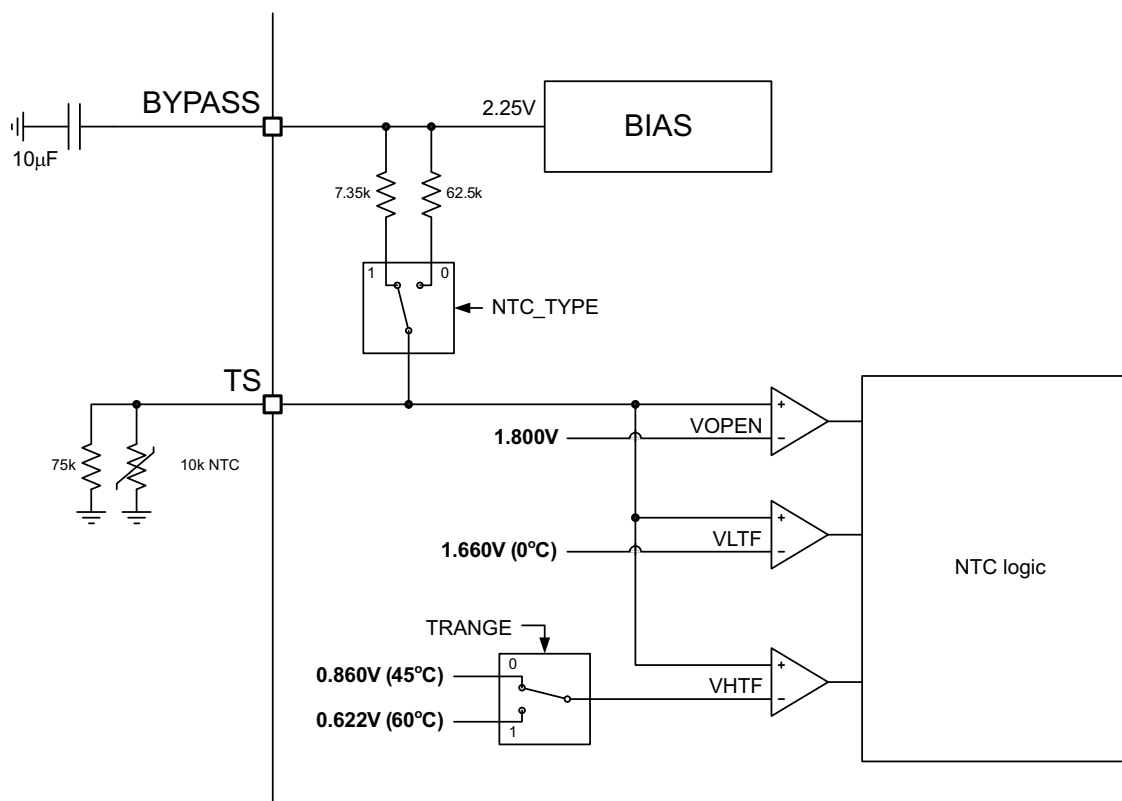 BYPASS
2.25V
BIAS
10μF
7.35k
62.5k
1
0
NTC_TYPE
TS
VOPEN
+
−
1.800V
75k
10k NTC
+
VLTF
−
1.660V (0°C)
NTC logic
TRANGE
0
0.860V (45°C)
+
VHTF
−
0.622V (60°C)
1